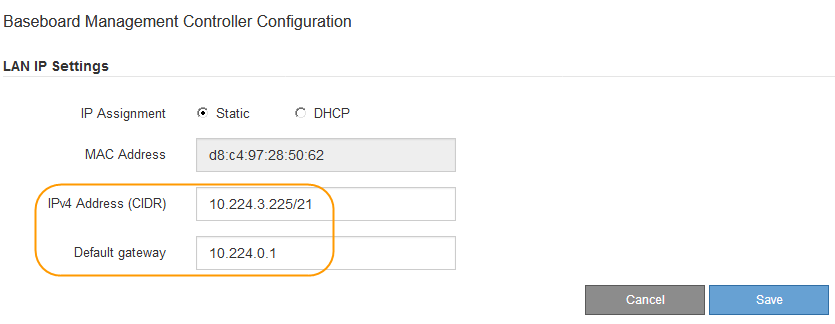 Baseboard Management Controller Configuration
LAN IP Settings
IP Assignment Static DHCP
MAC Address d8:c4:97:28:50:62
IPv4 Address (CIDR) 10.224.3.225/21
Default gateway 10.224.0.1
Cancel Save